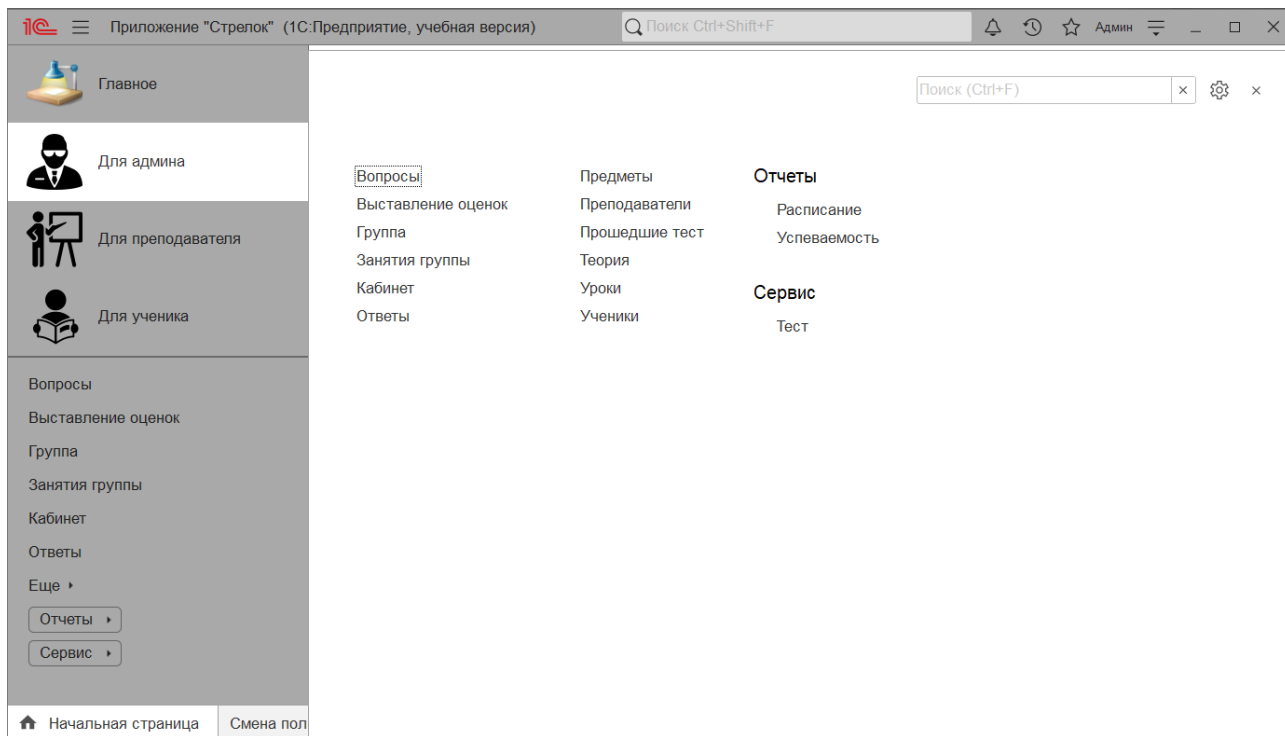 1С Приложение "Стрелок" (1С:Предприятие, учебная версия) Поиск Ctrl+Shift+F Админ
Главное
Для админа
Для преподавателя
Для ученика
Вопросы
Выставление оценок
Группа
Занятия группы
Кабинет
Ответы
Еще
Отчеты
Сервис
Поиск (Ctrl+F)
Вопросы
Выставление оценок
Группа
Занятия группы
Кабинет
Ответы
Предметы
Преподаватели
Прошедшие тест
Теория
Уроки
Ученики
Отчеты
Расписание
Успеваемость
Сервис
Тест
Начальная страница Смена пол